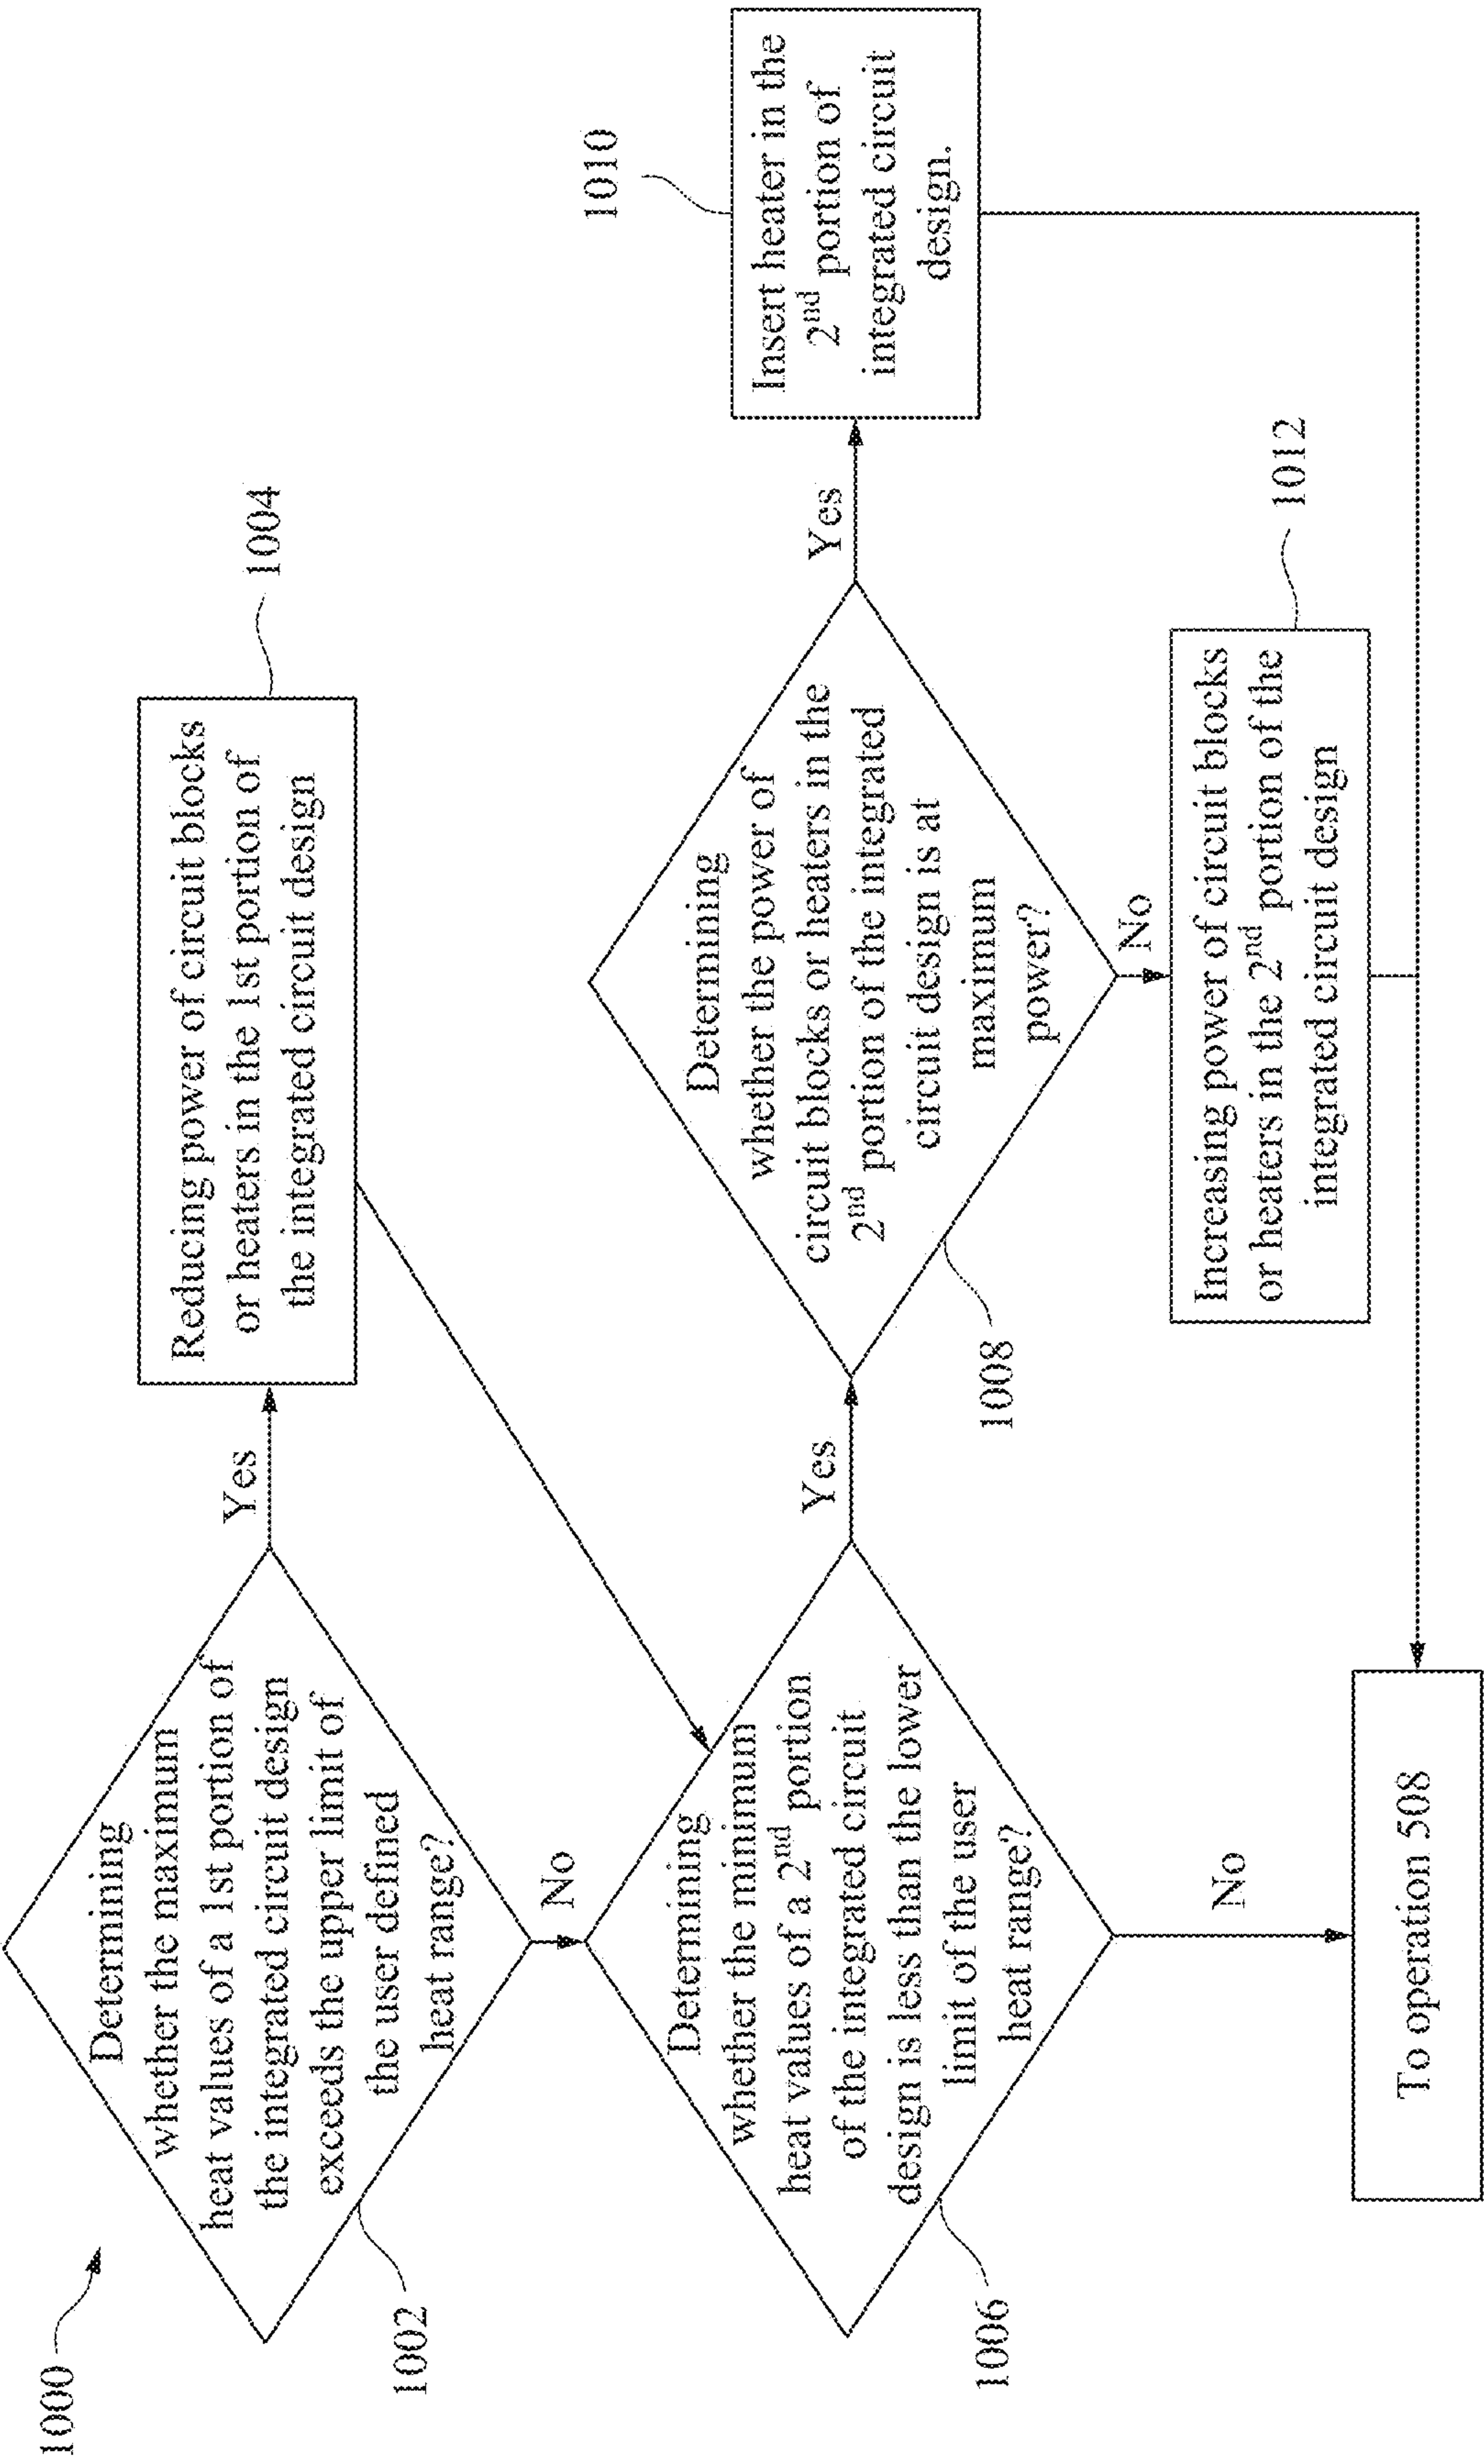 1000
Determining
whether the maximum
heat values of a 1st portion of
the integrated circuit design
exceeds the upper limit of
the user defined
heat range?
1002
Yes
Reducing power of circuit blocks
or heaters in the 1st portion of
the integrated circuit design
1004
No
Determining
whether the minimum
heat values of a 2nd portion
of the integrated circuit
design is less than the lower
limit of the user
heat range?
1006
Yes
Determining
whether the power of
circuit blocks or heaters in the
2nd portion of the integrated
circuit design is at
maximum
power?
1008
Yes
Insert heater in the
2nd portion of
integrated circuit
design.
1010
No
Increasing power of circuit blocks
or heaters in the 2nd portion of the
integrated circuit design
1012
No
To operation 508